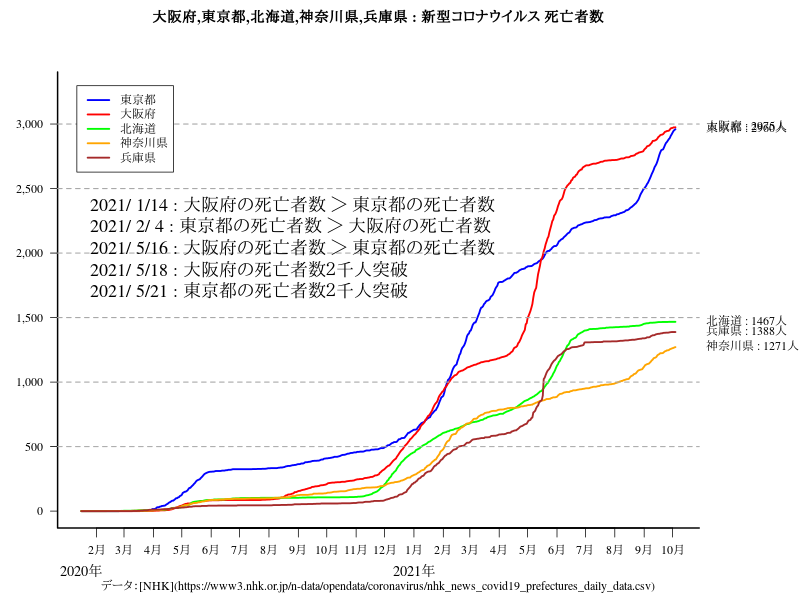 大阪府,東京都,北海道,神奈川県,兵庫県 : 新型コロナウイルス 死亡者数
東京都
大阪府
北海道
神奈川県
兵庫県
3,000
2,500
2,000
1,500
1,000
500
0
2021/ 1/14 : 大阪府の死亡者数 ＞ 東京都の死亡者数
2021/ 2/ 4 : 東京都の死亡者数 ＞ 大阪府の死亡者数
2021/ 5/16 : 大阪府の死亡者数 ＞ 東京都の死亡者数
2021/ 5/18 : 大阪府の死亡者数2千人突破
2021/ 5/21 : 東京都の死亡者数2千人突破
北海道 : 1467人
兵庫県 : 1388人
神奈川県 : 1271人
2月 3月 4月 5月 6月 7月 8月 9月 10月 11月 12月 1月 2月 3月 4月 5月 6月 7月 8月 9月 10月
2020年 2021年
データ：[NHK](https://www3.nhk.or.jp/n-data/opendata/coronavirus/nhk_news_covid19_prefectures_daily_data.csv)